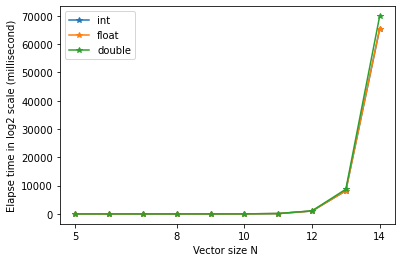 int
float
double
Elapse time in log2 scale (millisecond)
70000
60000
50000
40000
30000
20000
10000
0
5
8
10
12
14
Vector size N